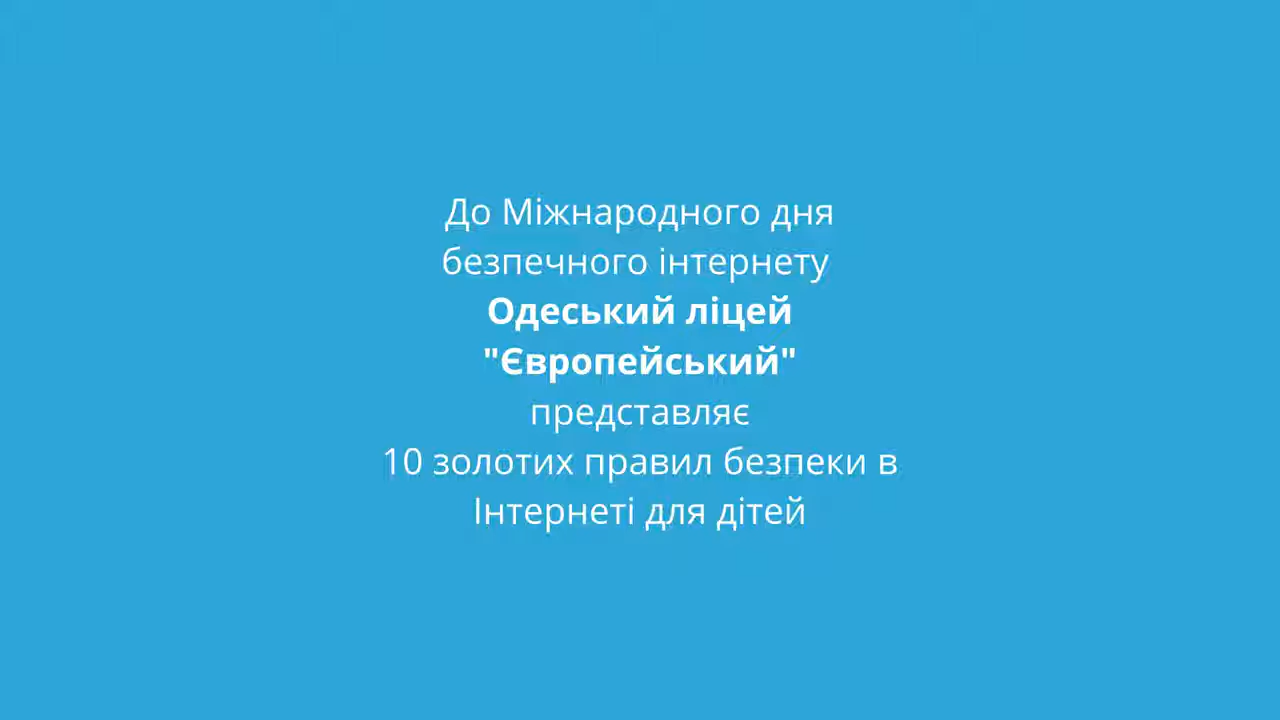 До Міжнародного дня
безпечного інтернету
Одеський ліцей
"Європейський"
представляє
10 золотих правил безпеки в
Інтернеті для дітей